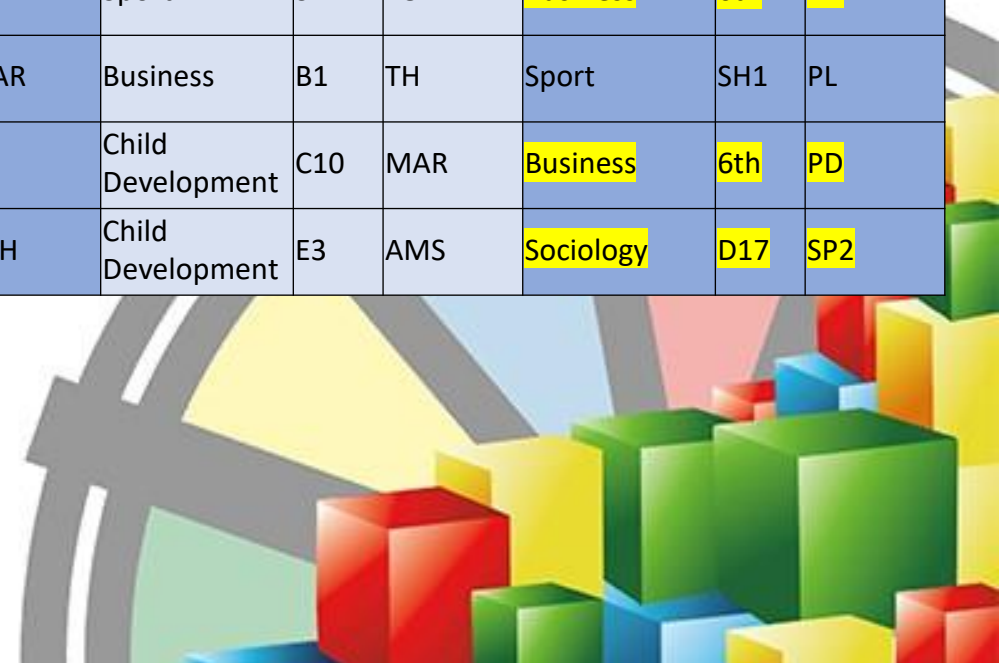 AR Business B1 TH Sport SH1 PL
Child
Development C10 MAR Business 6th PD
H Child
Development E3 AMS Sociology D17 SP2